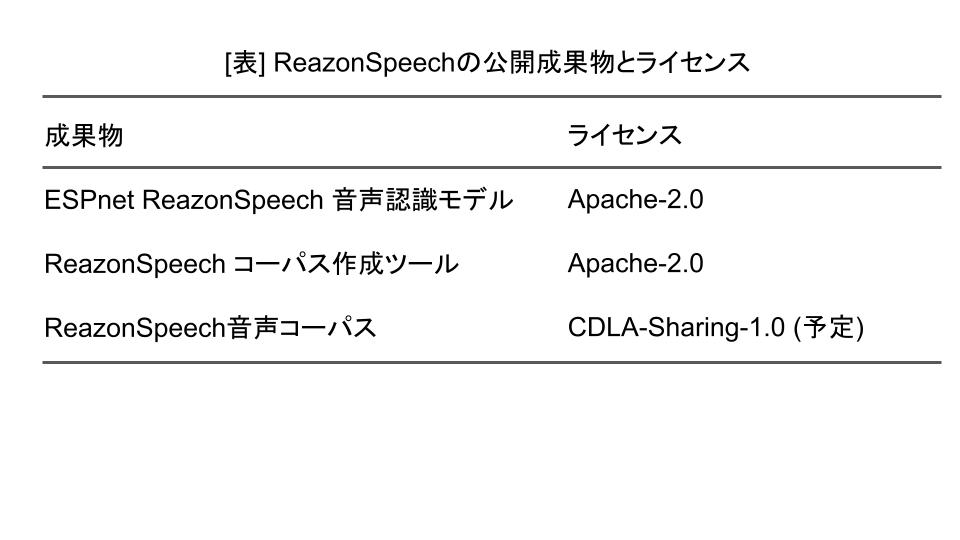 [表] ReazonSpeechの公開成果物とライセンス
成果物 ライセンス
ESPnet ReazonSpeech 音声認識モデル Apache-2.0
ReazonSpeech コーパス作成ツール Apache-2.0
ReazonSpeech音声コーパス CDLA-Sharing-1.0 (予定)